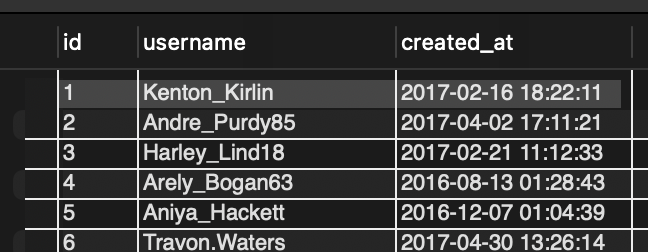 id username created_at
1 Kenton_Kirlin 2017-02-16 18:22:11
2 Andre_Purdy85 2017-04-02 17:11:21
3 Harley_Lind18 2017-02-21 11:12:33
4 Arely_Bogan63 2016-08-13 01:28:43
5 Aniya_Hackett 2016-12-07 01:04:39
6 Travon.Waters 2017-04-30 13:26:14